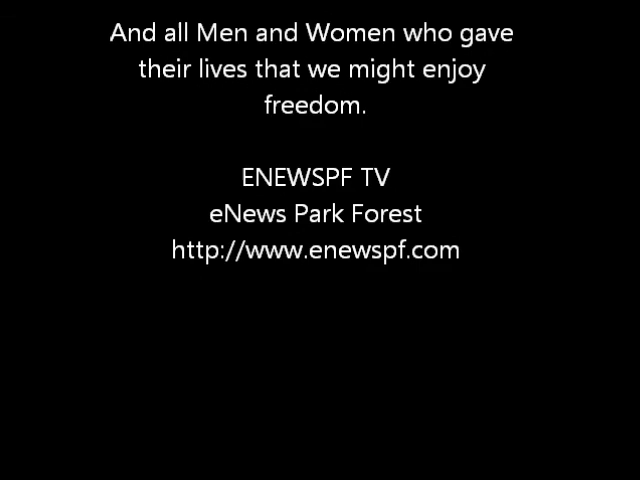 And all Men and Women who gave
their lives that we might enjoy
freedom.
ENEWSPF TV
eNews Park Forest
http://www.enewspf.com